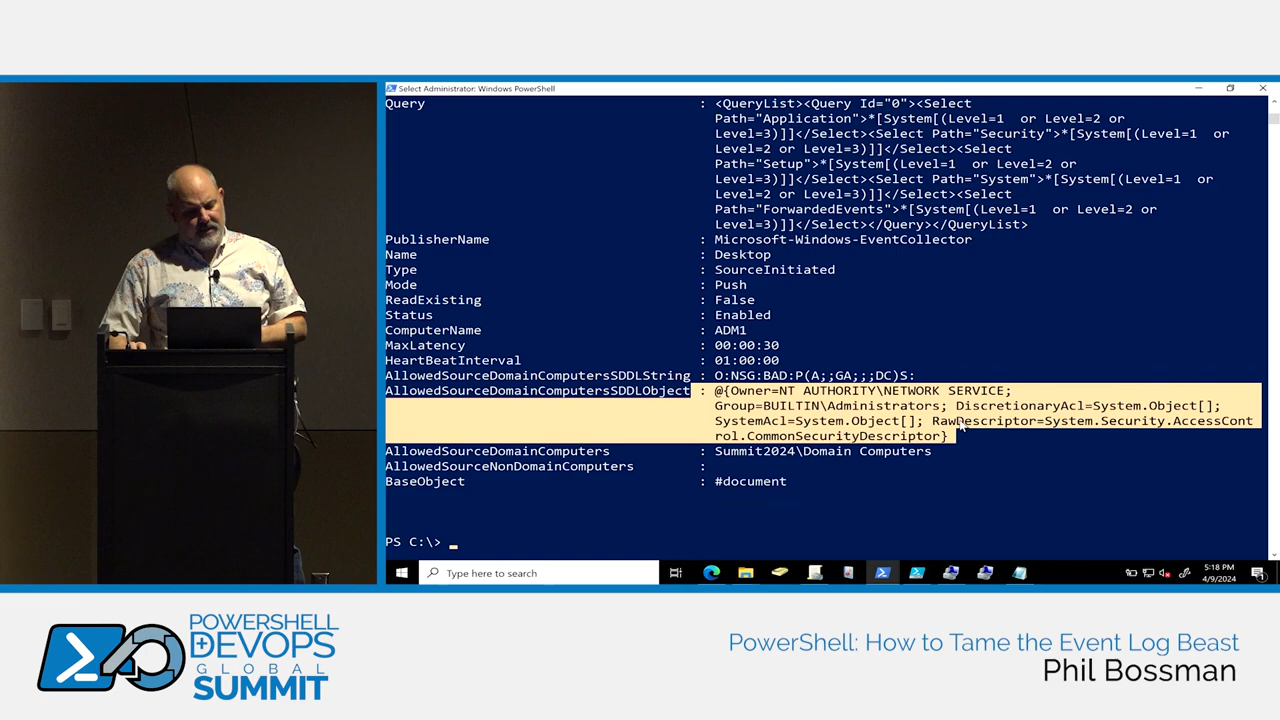 Select Administrator: Windows PowerShell
Query : <QueryList><Query Id="0"><Select
Path="Application">*[System[(Level=1  or Level=2 or
Level=3)]]</Select><Select Path="Security">*[System[(Level=1  or
Level=2 or Level=3)]]</Select><Select
Path="Setup">*[System[(Level=1  or Level=2 or
Level=3)]]</Select><Select Path="System">*[System[(Level=1  or
Level=2 or Level=3)]]</Select><Select
Path="ForwardedEvents">*[System[(Level=1  or Level=2 or
Level=3)]]</Select></Query></QueryList>
PublisherName : Microsoft-Windows-EventCollector
Name : Desktop
Type : SourceInitiated
Mode : Push
ReadExisting : False
Status : Enabled
ComputerName : ADM1
MaxLatency : 00:00:30
HeartBeatInterval : 01:00:00
AllowedSourceDomainComputersSDDLString : O:NSG:BAD:P(A;;GA;;;DC)S:
AllowedSourceDomainComputersSDDLObject : @{Owner=NT AUTHORITY\NETWORK SERVICE;
Group=BUILTIN\Administrators; DiscretionaryAcl=System.Object[];
SystemAcl=System.Object[]; RawDescriptor=System.Security.AccessCont
rol.CommonSecurityDescriptor}
AllowedSourceDomainComputers : Summit2024\Domain Computers
AllowedSourceNonDomainComputers :
BaseObject : #document
PS C:\> _
Type here to search
5:18 PM
4/9/2024
POWERSHELL
+DEVOPS
GLOBAL
SUMMIT
PowerShell: How to Tame the Event Log Beast
Phil Bossman